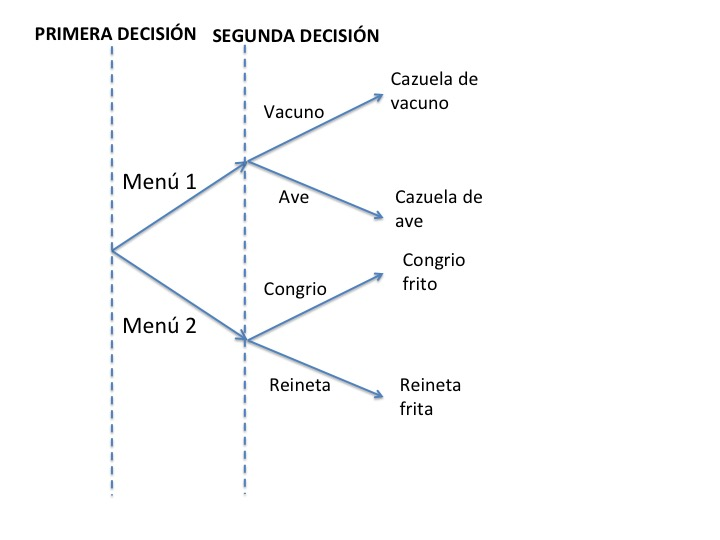 PRIMERA DECISIÓN SEGUNDA DECISIÓN
Cazuela de
vacuno
Vacuno
Menú 1
Ave
Cazuela de
ave
Congrio
frito
Congrio
Menú 2
Reineta
Reineta
frita